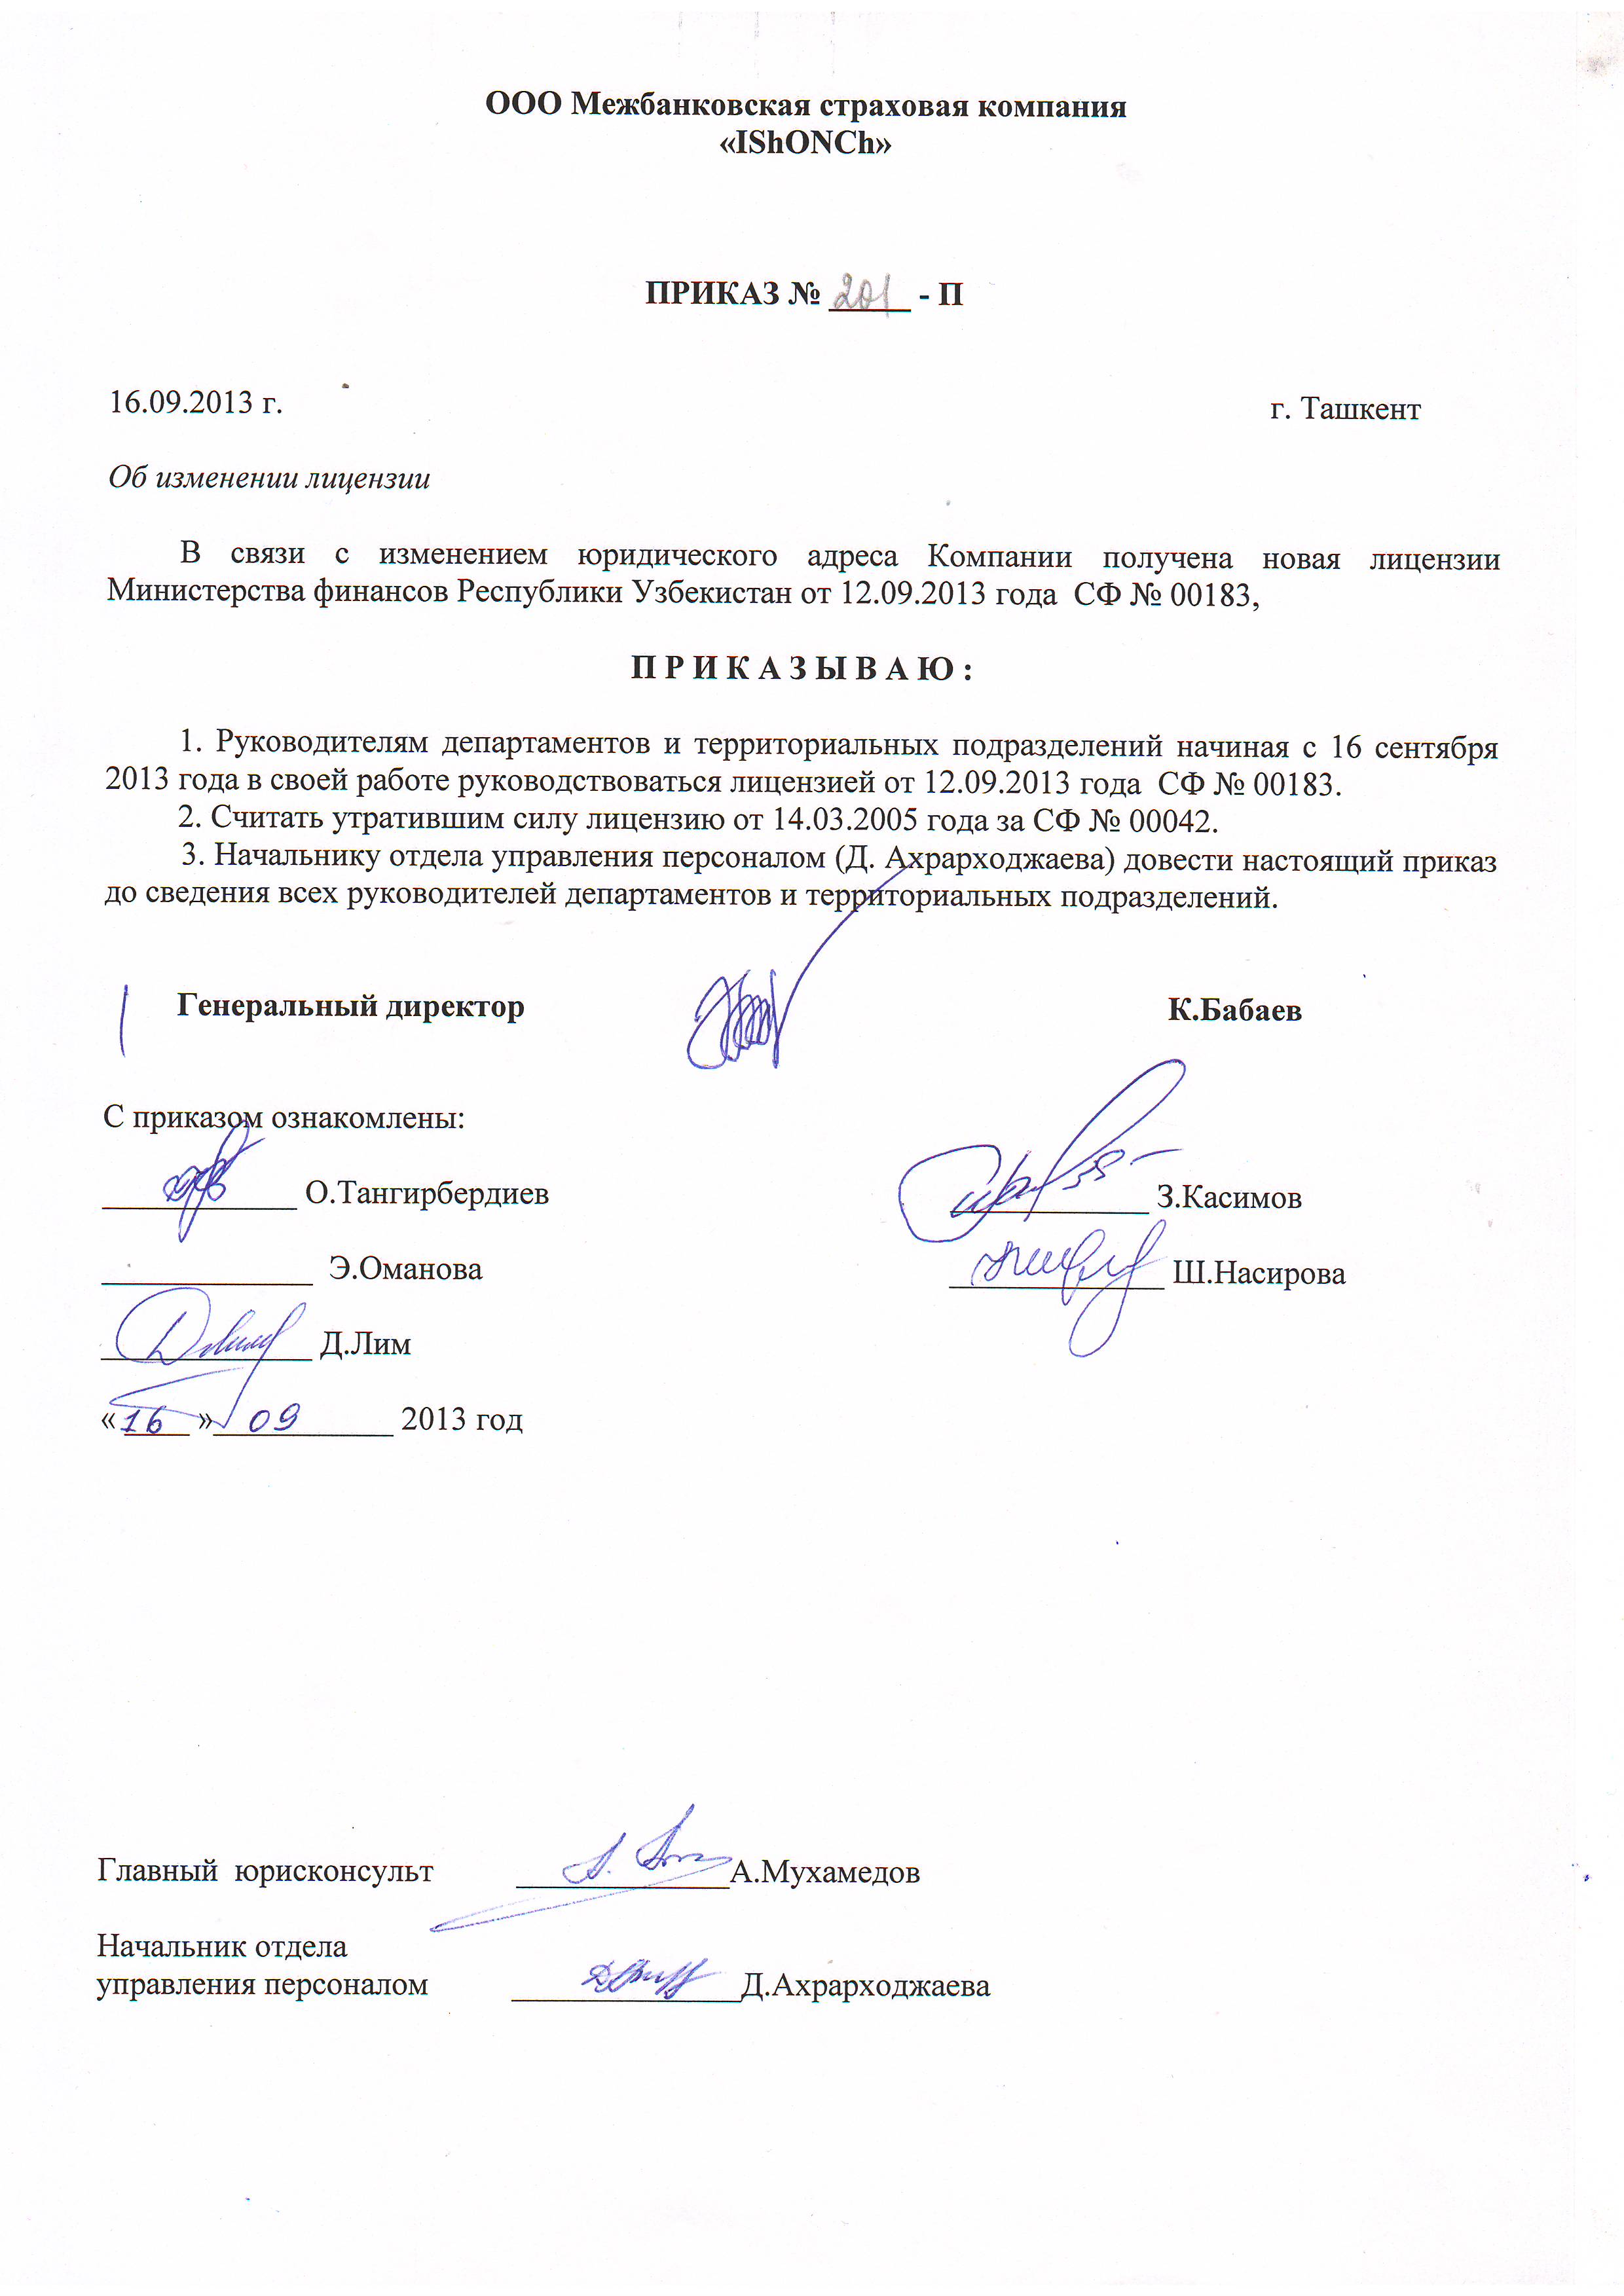 ООО Межбанковская страховая компания
«IShONCh»
ПРИКАЗ № 201 - П
16.09.2013 г. г. Ташкент
Об изменении лицензии
В связи с изменением юридического адреса Компании получена новая лицензии
Министерства финансов Республики Узбекистан от 12.09.2013 года СФ № 00183,
П Р И К А З Ы В А Ю :
1. Руководителям департаментов и территориальных подразделений начиная с 16 сентября
2013 года в своей работе руководствоваться лицензией от 12.09.2013 года СФ № 00183.
2. Считать утратившим силу лицензию от 14.03.2005 года за СФ № 00042.
3. Начальнику отдела управления персоналом (Д. Ахрарходжаева) довести настоящий приказ
до сведения всех руководителей департаментов и территориальных подразделений.
Генеральный директор К.Бабаев
С приказом ознакомлены:
О.Тангирбердиев З.Касимов
Э.Оманова Ш.Насирова
Д.Лим
«16» 09 2013 год
Главный юрисконсульт А.Мухамедов
Начальник отдела
управления персоналом Д.Ахрарходжаева